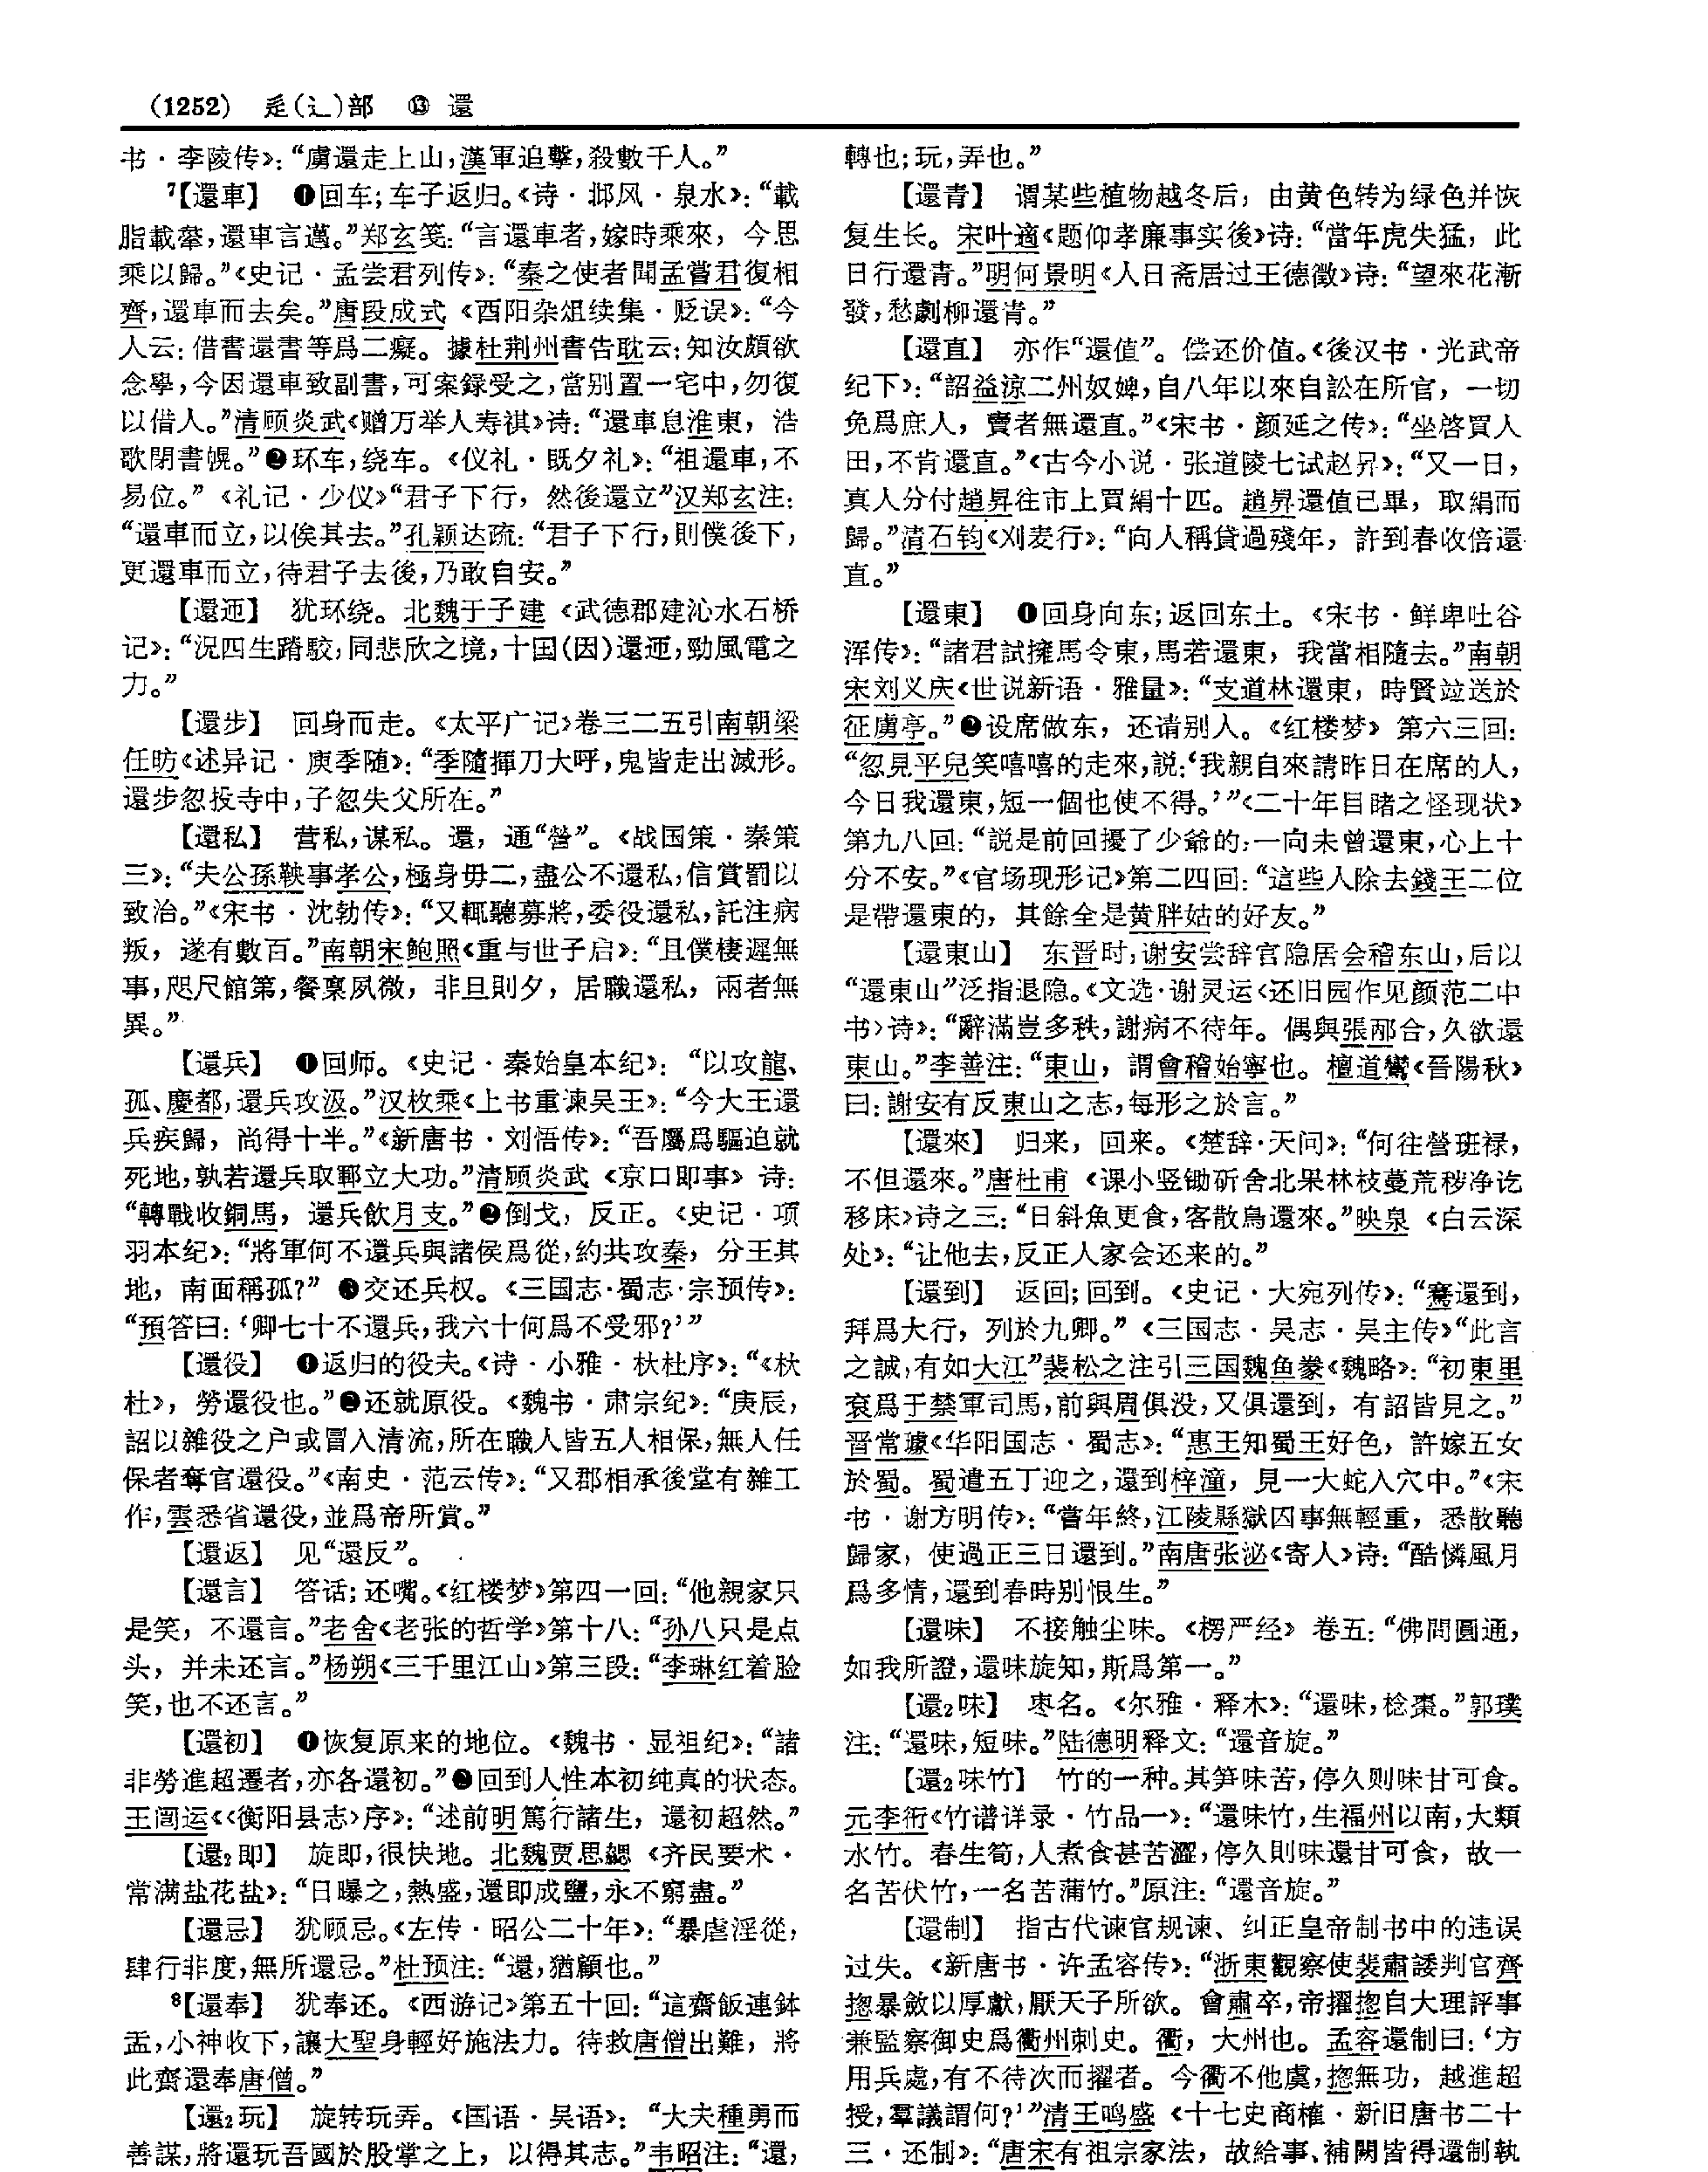 (1252) 辵(辶)部 ⑬ 還
书·李陵传》：“虜還走上山，漢軍追擊，殺數千人。”
⁷【還車】 ❶回车；车子返归。《诗·邶风·泉水》：“載
脂載舝，還車言邁。”郑玄笺：“言還車者，嫁時乘來，今思
乘以歸。”《史记·孟尝君列传》：“秦之使者聞孟嘗君復相
齊，還車而去矣。”唐段成式《酉阳杂俎续集·贬误》：“今
人云：借書還書等爲二癡。據杜荆州書告耽云：知汝頗欲
念學，今因還車致副書，可案録受之，當别置一宅中，勿復
以借人。”清顾炎武《赠万举人寿祺》诗：“還車息淮東，浩
歌閉書幌。”❷环车，绕车。《仪礼·既夕礼》：“祖還車，不
易位。”《礼记·少仪》“君子下行，然後還立”汉郑玄注：
“還車而立，以俟其去。”孔颖达疏：“君子下行，則僕後下，
更還車而立，待君子去後，乃敢自安。”
【還迊】 犹环绕。北魏于子建《武德郡建沁水石桥
记》：“況四生踳駮，同悲欣之境，十囯(因)還迊，勁風電之
力。”
【還步】 回身而走。《太平广记》卷三二五引南朝梁
任昉《述异记·庾季随》：“季隨揮刀大呼，鬼皆走出滅形。
還步忽投寺中，子忽失父所在。”
【還私】 营私，谋私。還，通“營”。《战国策·秦策
三》：“夫公孫鞅事孝公，極身毋二，盡公不還私，信賞罰以
致治。”《宋书·沈勃传》：“又輒聽募將，委役還私，託注病
叛，遂有數百。”南朝宋鲍照《重与世子启》：“且僕棲遲無
事，咫尺館第，餐稟夙微，非旦則夕，居職還私，兩者無
異。”
【還兵】 ❶回师。《史记·秦始皇本纪》：“以攻龍、
孤、慶都，還兵攻汲。”汉枚乘《上书重谏吴王》：“今大王還
兵疾歸，尚得十半。”《新唐书·刘悟传》：“吾屬爲驅迫就
死地，孰若還兵取鄆立大功。”清顾炎武《京口即事》诗：
“轉戰收銅馬，還兵飲月支。”❷倒戈，反正。《史记·项
羽本纪》：“將軍何不還兵與諸侯爲從，約共攻秦，分王其
地，南面稱孤？”❸交还兵权。《三国志·蜀志·宗预传》：
“預答曰：‘卿七十不還兵，我六十何爲不受邪？’”
【還役】 ❶返归的役夫。《诗·小雅·杕杜序》：“《杕
杜》，勞還役也。”❷还就原役。《魏书·肃宗纪》：“庚辰，
詔以雜役之户或冒入清流，所在職人皆五人相保，無人任
保者奪官還役。”《南史·范云传》：“又郡相承後堂有雜工
作，雲悉省還役，並爲帝所賞。”
【還返】 见“還反”。
【還言】 答话；还嘴。《红楼梦》第四一回：“他親家只
是笑，不還言。”老舍《老张的哲学》第十八：“孙八只是点
头，并未还言。”杨朔《三千里江山》第三段：“李琳红着脸
笑，也不还言。”
【還初】 ❶恢复原来的地位。《魏书·显祖纪》：“諸
非勞進超遷者，亦各還初。”❷回到人性本初纯真的状态。
王闿运《〈衡阳县志〉序》：“述前明篤行諸生，還初超然。”
【還₂即】 旋即，很快地。北魏贾思勰《齐民要术·
常满盐花盐》：“日曝之，熱盛，還即成鹽，永不窮盡。”
【還忌】 犹顾忌。《左传·昭公二十年》：“暴虐淫從，
肆行非度，無所還忌。”杜预注：“還，猶顧也。”
⁸【還奉】 犹奉还。《西游记》第五十回：“這齋飯連鉢
盂，小神收下，讓大聖身輕好施法力。待救唐僧出難，將
此齋還奉唐僧。”
【還₂玩】 旋转玩弄。《国语·吴语》：“大夫種勇而
善謀，將還玩吾國於股掌之上，以得其志。”韦昭注：“還，
轉也；玩，弄也。”
【還青】 谓某些植物越冬后，由黄色转为绿色并恢
复生长。宋叶適《题仰孝廉事实後》诗：“當年虎失猛，此
日行還青。”明何景明《人日斋居过王德徵》诗：“望來花漸
發，愁劇柳還青。”
【還直】 亦作“還值”。偿还价值。《後汉书·光武帝
纪下》：“詔益涼二州奴婢，自八年以來自訟在所官，一切
免爲庶人，賣者無還直。”《宋书·颜延之传》：“坐啓買人
田，不肯還直。”《古今小说·张道陵七试赵昇》：“又一日，
真人分付趙昇往市上買絹十匹。趙昇還值已畢，取絹而
歸。”清石钧《刈麦行》：“向人稱貸過殘年，許到春收倍還
直。”
【還東】 ❶回身向东；返回东土。《宋书·鲜卑吐谷
浑传》：“諸君試擁馬令東，馬若還東，我當相隨去。”南朝
宋刘义庆《世说新语·雅量》：“支道林還東，時賢竝送於
征虜亭。”❷设席做东，还请别人。《红楼梦》第六三回：
“忽見平兒笑嘻嘻的走來，説：‘我親自來請昨日在席的人，
今日我還東，短一個也使不得。’”《二十年目睹之怪现状》
第九八回：“説是前回擾了少爺的；一向未曾還東，心上十
分不安。”《官场现形记》第二四回：“這些人除去錢王二位
是帶還東的，其餘全是黄胖姑的好友。”
【還東山】 东晋时，谢安尝辞官隐居会稽东山，后以
“還東山”泛指退隐。《文选·谢灵运〈还旧园作见颜范二中
书〉诗》：“辭滿豈多秩，謝病不待年。偶與張邴合，久欲還
東山。”李善注：“東山，謂會稽始寧也。檀道鸞《晉陽秋》
曰：謝安有反東山之志，每形之於言。”
【還來】 归来，回来。《楚辞·天问》：“何往營班禄，
不但還來。”唐杜甫《课小竖锄斫舍北果林枝蔓荒秽净讫
移床》诗之三：“日斜魚更食，客散鳥還來。”映泉《白云深
处》：“让他去，反正人家会还来的。”
【還到】 返回；回到。《史记·大宛列传》：“騫還到，
拜爲大行，列於九卿。”《三国志·吴志·吴主传》“此言
之誠，有如大江”裴松之注引三国魏鱼豢《魏略》：“初東里
袞爲于禁軍司馬，前與周俱没，又俱還到，有詔皆見之。”
晋常璩《华阳国志·蜀志》：“惠王知蜀王好色，許嫁五女
於蜀。蜀遣五丁迎之，還到梓潼，見一大蛇入穴中。”《宋
书·谢方明传》：“嘗年終，江陵縣獄囚事無輕重，悉散聽
歸家，使過正三日還到。”南唐张泌《寄人》诗：“酷憐風月
爲多情，還到春時别恨生。”
【還味】 不接触尘味。《楞严经》卷五：“佛問圓通，
如我所證，還味旋知，斯爲第一。”
【還₂味】 枣名。《尔雅·释木》：“還味，棯棗。”郭璞
注：“還味，短味。”陆德明释文：“還音旋。”
【還₂味竹】 竹的一种。其笋味苦，停久则味甘可食。
元李衎《竹谱详录·竹品一》：“還味竹，生福州以南，大類
水竹。春生筍，人煮食甚苦澀，停久則味還甘可食，故一
名苦伏竹，一名苦蒲竹。”原注：“還音旋。”
【還制】 指古代谏官规谏、纠正皇帝制书中的违误
过失。《新唐书·许孟容传》：“浙東觀察使裴肅諉判官齊
揔暴斂以厚獻，厭天子所欲。會肅卒，帝擢揔自大理評事
兼監察御史爲衢州刺史。衢，大州也。孟容還制曰：‘方
用兵處，有不待次而擢者。今衢不他虞，揔無功，越進超
授，羣議謂何？’”清王鸣盛《十七史商榷·新旧唐书二十
三·还制》：“唐宋有祖宗家法，故給事、補闕皆得還制執